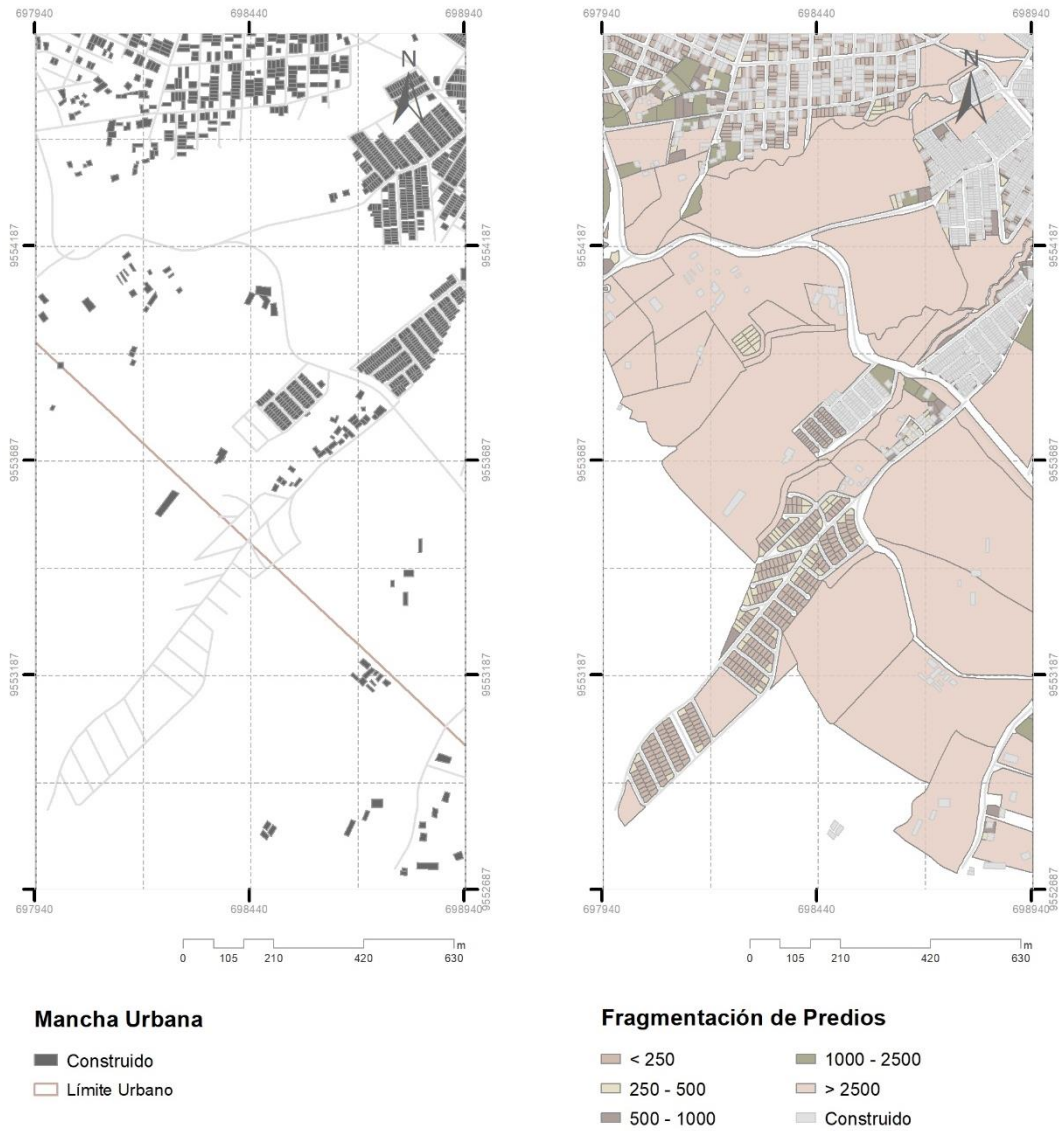 697940 698440 698940 697940 698440 698940
N N
9554187 9554187 9554187 9554187
9553687 9553687 9553687 9553687
9553187 9553187 9553187 9553187
9552687 9552687
697940 698440 698940 697940 698440 698940
m m
0 105 210 420 630 0 105 210 420 630
Mancha Urbana
Construido
Límite Urbano
Fragmentación de Predios
< 250
250 - 500
500 - 1000
1000 - 2500
> 2500
Construido